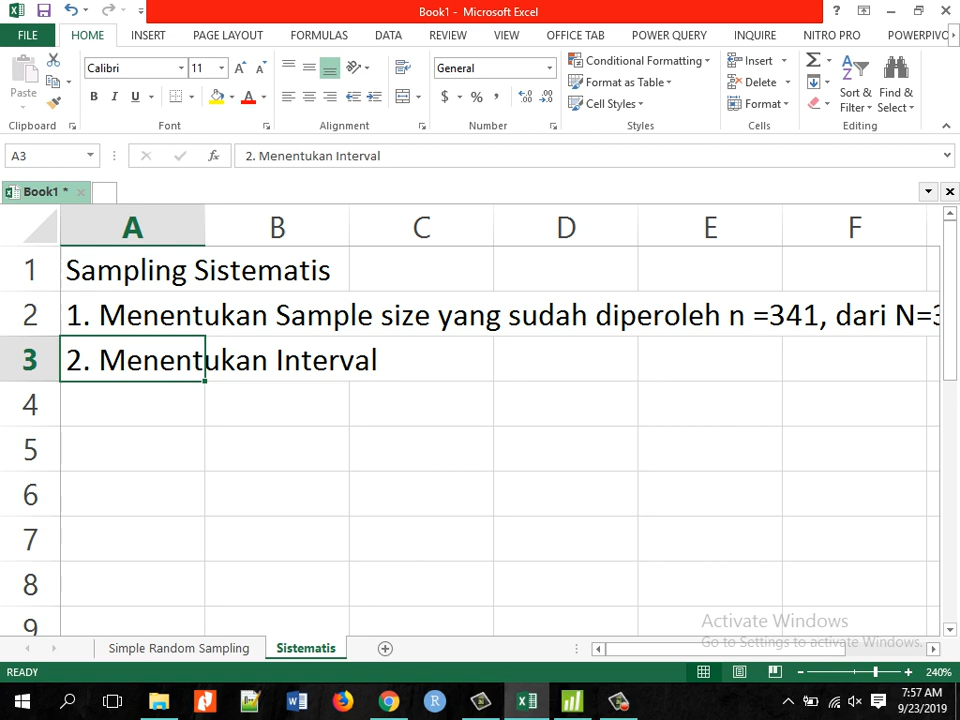 Book1 - Microsoft Excel
FILE HOME INSERT PAGE LAYOUT FORMULAS DATA REVIEW VIEW OFFICE TAB POWER QUERY INQUIRE NITRO PRO POWERPIVO
Calibri 11 General Conditional Formatting Insert
Paste Format as Table Delete Sort & Find &
B I U $ % , Cell Styles Format Filter Select
Clipboard Font Alignment Number Styles Cells Editing
A3 fx 2. Menentukan Interval
Book1 *
A B C D E F
1 Sampling Sistematis
2 1. Menentukan Sample size yang sudah diperoleh n =341, dari N=3
3 2. Menentukan Interval
4
5
6
7
8
9
Activate Windows
Go to Settings to activate Windows.
Simple Random Sampling Sistematis
READY 240%
7:57 AM
9/23/2019